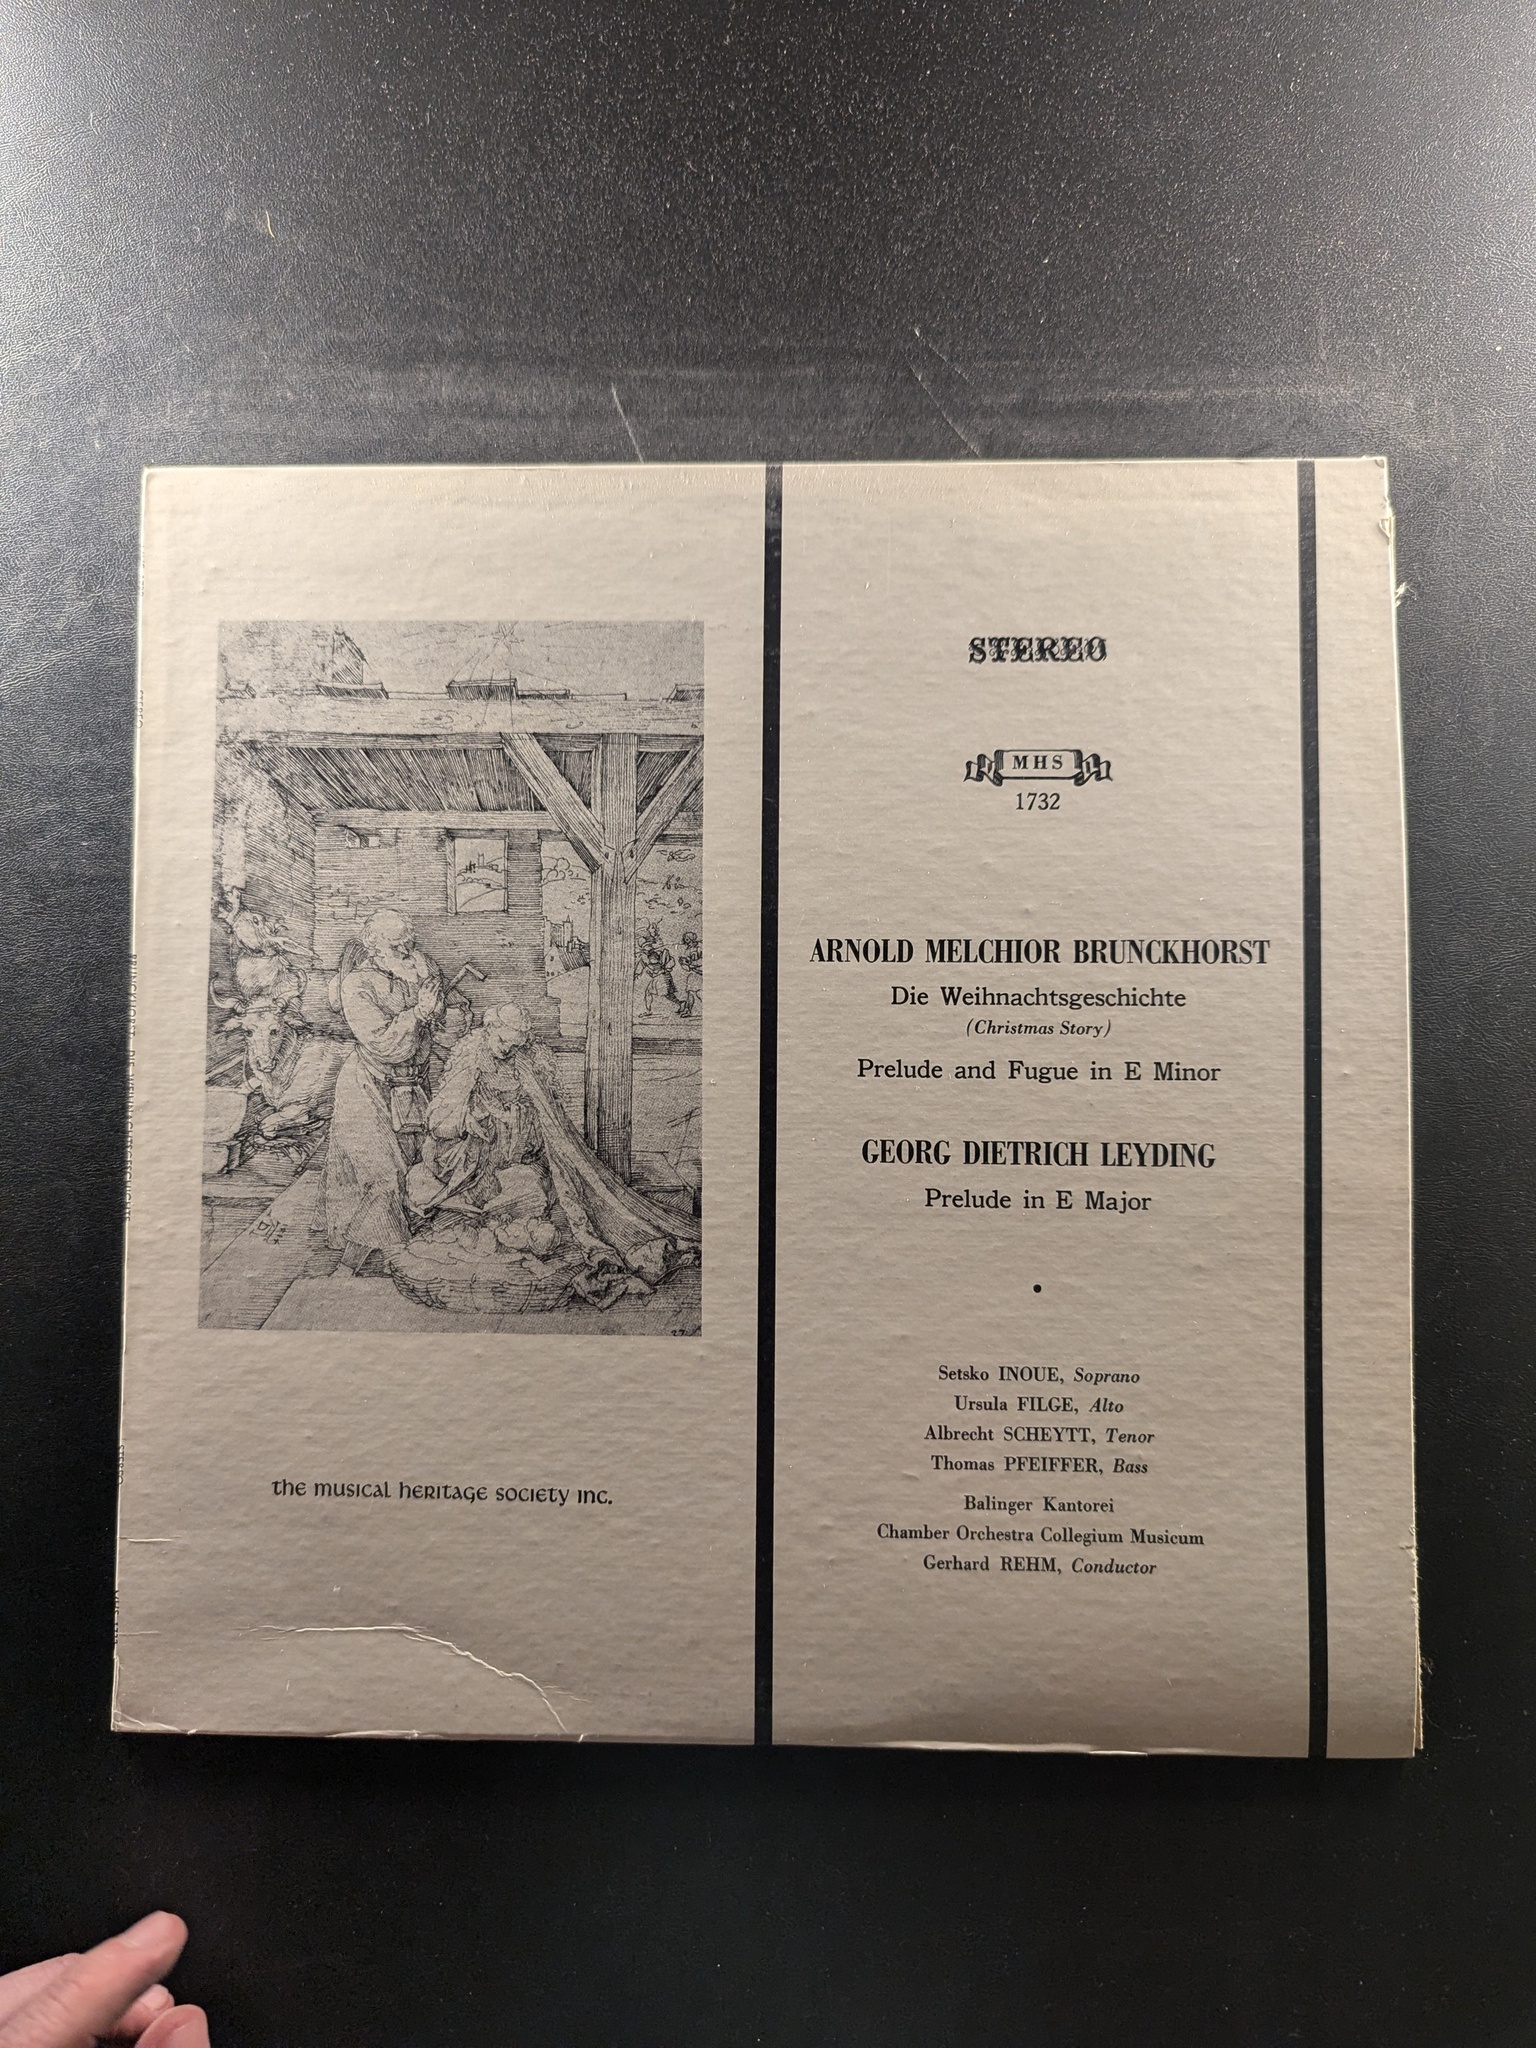 STEREO
MHS
1732
ARNOLD MELCHIOR BRUNCKHORST
Die Weihnachtsgeschichte
(Christmas Story)
Prelude and Fugue in E Minor
GEORG DIETRICH LEYDING
Prelude in E Major
•
Setsko INOUE, Soprano
Ursula FILGE, Alto
Albrecht SCHEYTT, Tenor
Thomas PFEIFFER, Bass
Balinger Kantorei
Chamber Orchestra Collegium Musicum
Gerhard REHM, Conductor
the musical heritage society inc.
STEREO